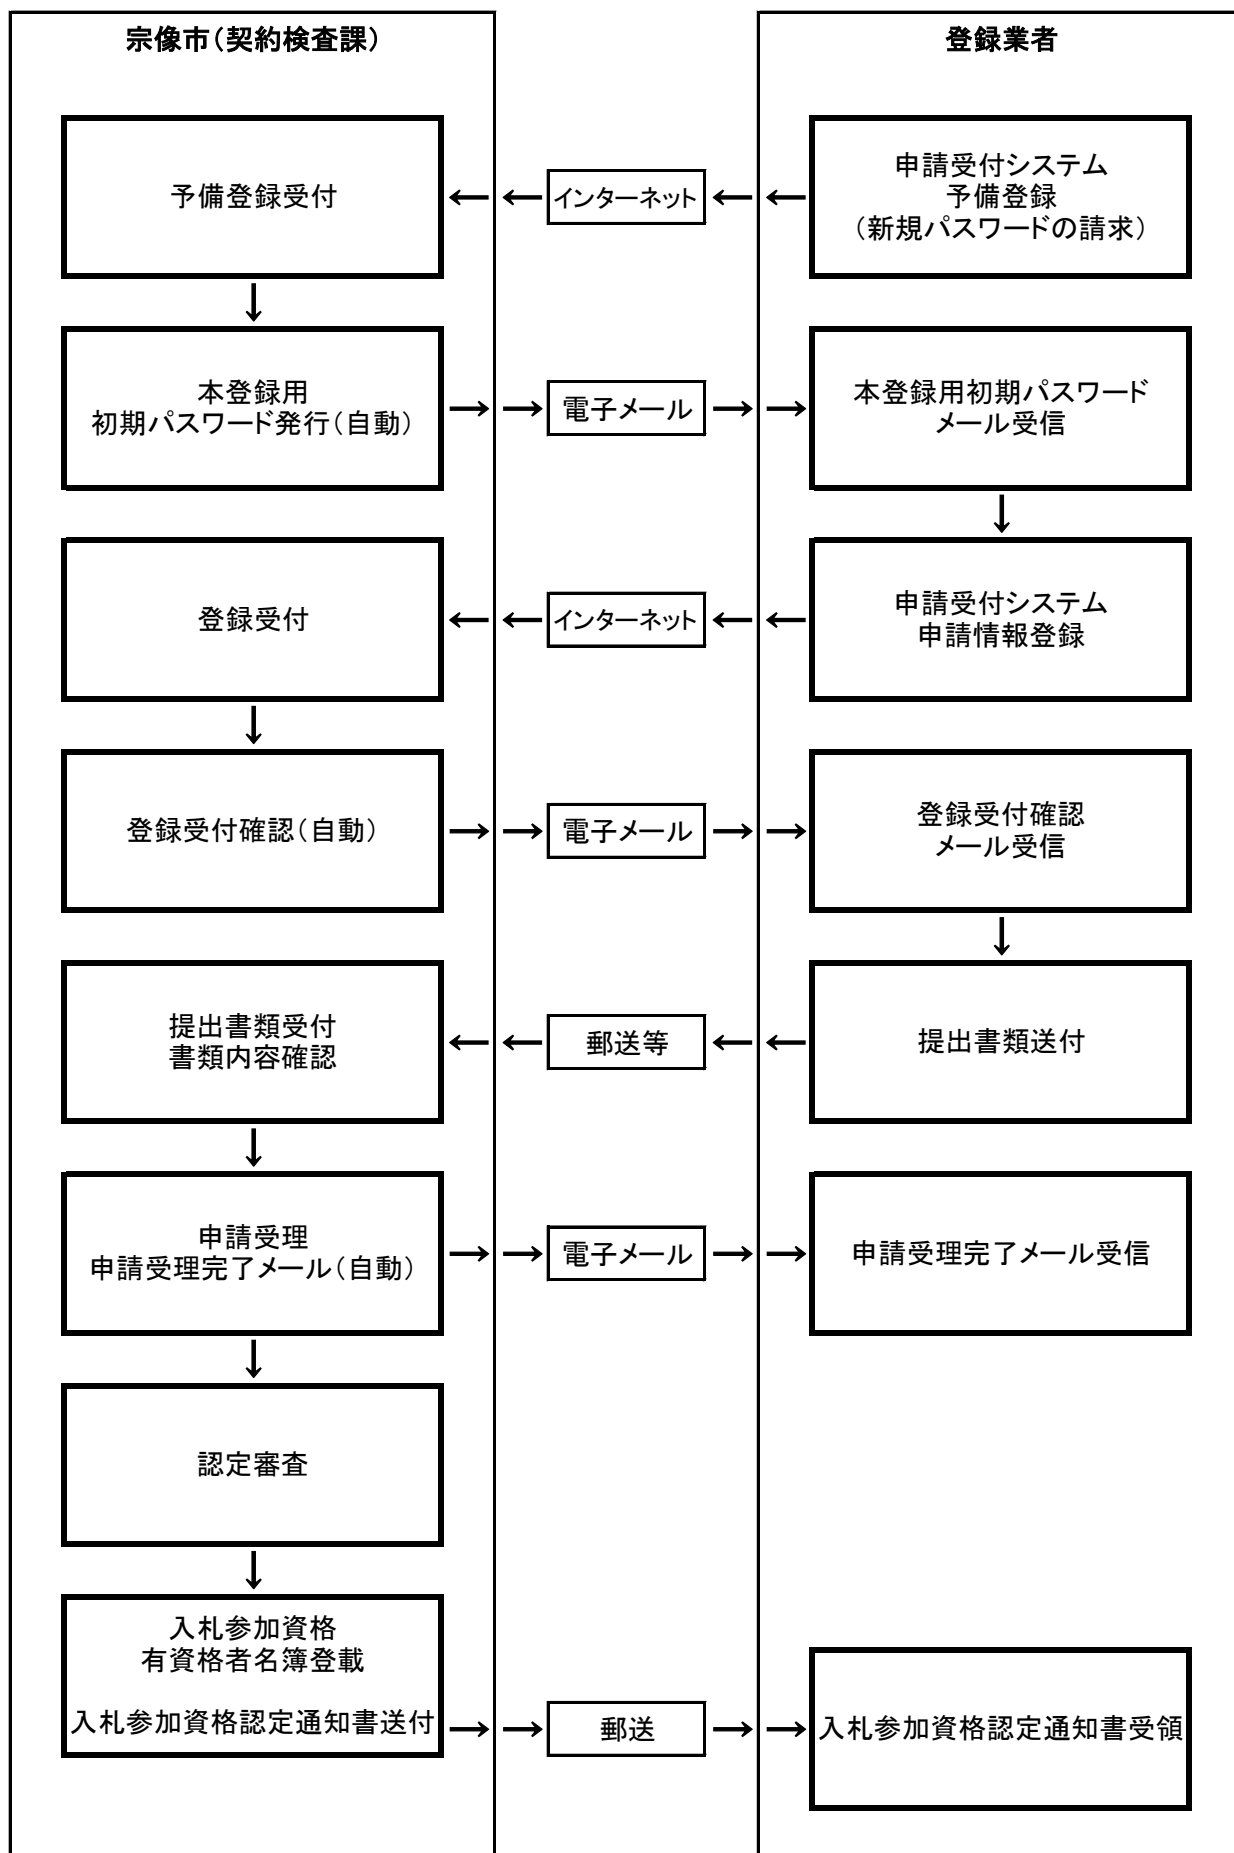 宗像市（契約検査課）
登録業者
予備登録受付
インターネット
申請受付システム
予備登録
（新規パスワードの請求）
本登録用
初期パスワード発行（自動）
電子メール
本登録用初期パスワード
メール受信
登録受付
インターネット
申請受付システム
申請情報登録
登録受付確認（自動）
電子メール
登録受付確認
メール受信
提出書類受付
書類内容確認
郵送等
提出書類送付
申請受理
申請受理完了メール（自動）
電子メール
申請受理完了メール受信
認定審査
入札参加資格
有資格者名簿登載
入札参加資格認定通知書送付
郵送
入札参加資格認定通知書受領